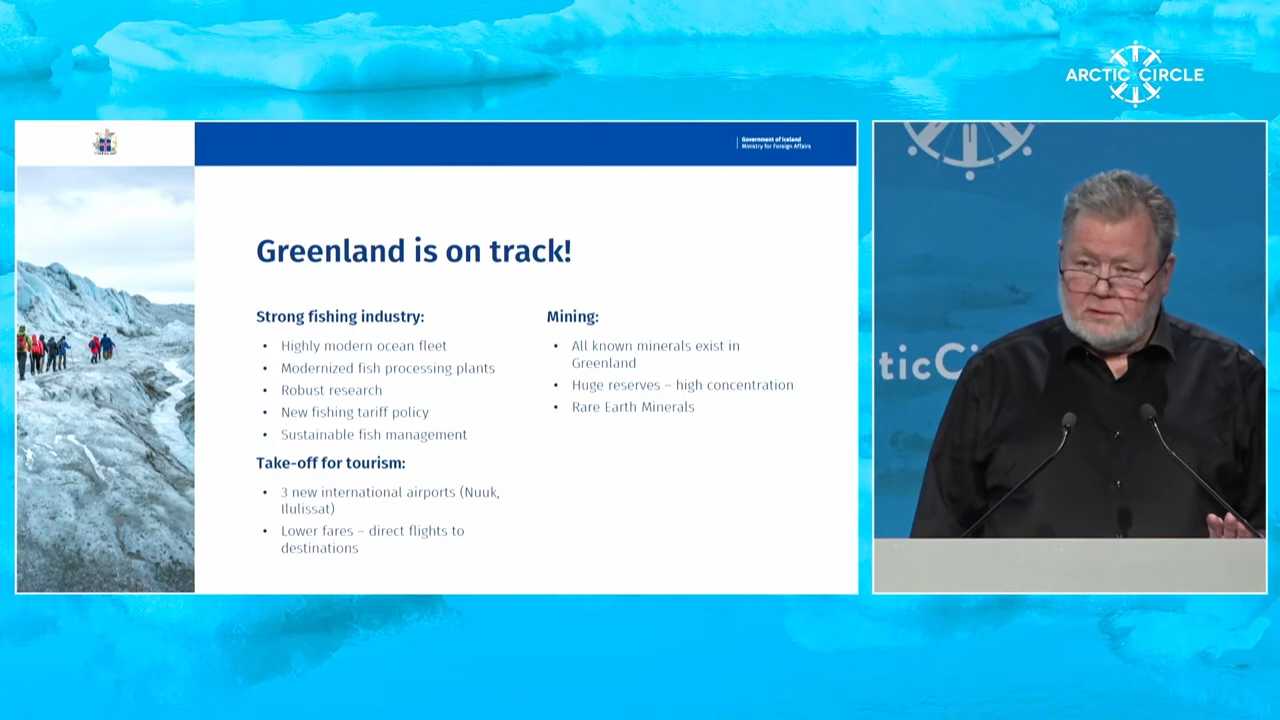 ARCTIC CIRCLE
Government of Iceland
Ministry for Foreign Affairs
Greenland is on track!
Strong fishing industry:
• Highly modern ocean fleet
• Modernized fish processing plants
• Robust research
• New fishing tariff policy
• Sustainable fish management
Take-off for tourism:
• 3 new international airports (Nuuk,
Ilulissat)
• Lower fares – direct flights to
destinations
Mining:
• All known minerals exist in
Greenland
• Huge reserves – high concentration
• Rare Earth Minerals
ticCi